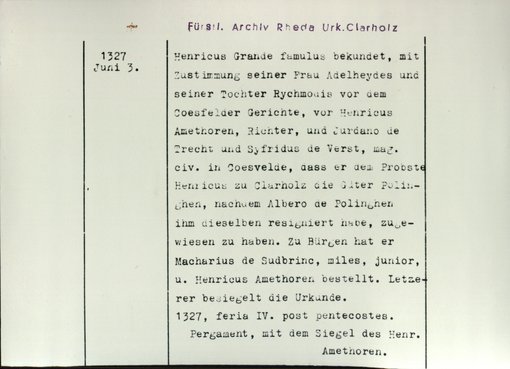 Fürstl. Archiv Rheda Urk. Clarholz
1327
Juni 3.
Henricus Grande famulus bekundet, mit
Zustimmung seiner Frau Adelheydes und
seiner Tochter Rychmodis vor dem
Coesfelder Gerichte, vor Henricus
Amethoren, Richter, und Jurdano de
Trecht und Syfridus de Verst, mag.
civ. in Coesvelde, dass er dem Probste
Henricus zu Clarholz die Güter Polin-
ghen, nachdem Albero de Polinghen
ihm dieselben resigniert habe, zuge-
wiesen zu haben. Zu Bürgen hat er
Macharius de Sudbrinc, miles, junior,
u. Henricus Amethoren bestellt. Letze-
rer besiegelt die Urkunde.
1327, feria IV. post pentecostes.
Pergament, mit dem Siegel des Henr.
Amethoren.